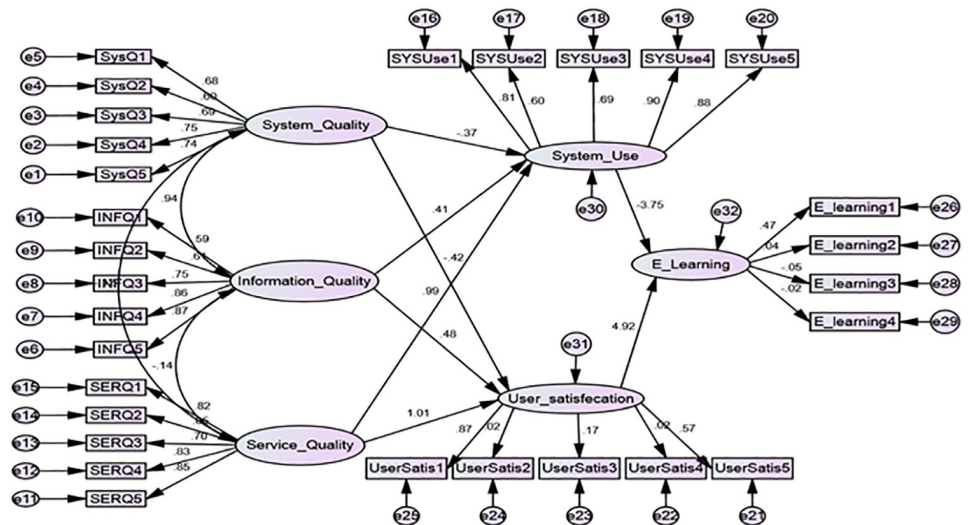 e16 e17 e18 e19 e20
SYSUse1 SYSUse2 SYSUse3 SYSUse4 SYSUse5
.81 .60 .69 .90 .88
e5 SysQ1
e4 SysQ2
e3 SysQ3
e2 SysQ4
e1 SysQ5
.68
.69
.75
.74
System_Quality
-.37
System_Use
e30
.94
.41
-.42
.99
-3.75
e32
e10 INFQ1
e9 INFQ2
e8 INFQ3
e7 INFQ4
e6 INFQ5
.59
.61
.75
.86
.87
Information_Quality
.48
E_Learning
E_learning1 e26
E_learning2 e27
E_learning3 e28
E_learning4 e29
.47
.04
-.05
-.02
4.92
-.14
e31
e15 SERQ1
e14 SERQ2
e13 SERQ3
e12 SERQ4
e11 SERQ5
.82
.70
.83
.85
Service_Quality
1.01
User_satisfecation
.87 .02 .17 .02 .57
UserSatis1 UserSatis2 UserSatis3 UserSatis4 UserSatis5
e25 e24 e23 e22 e21